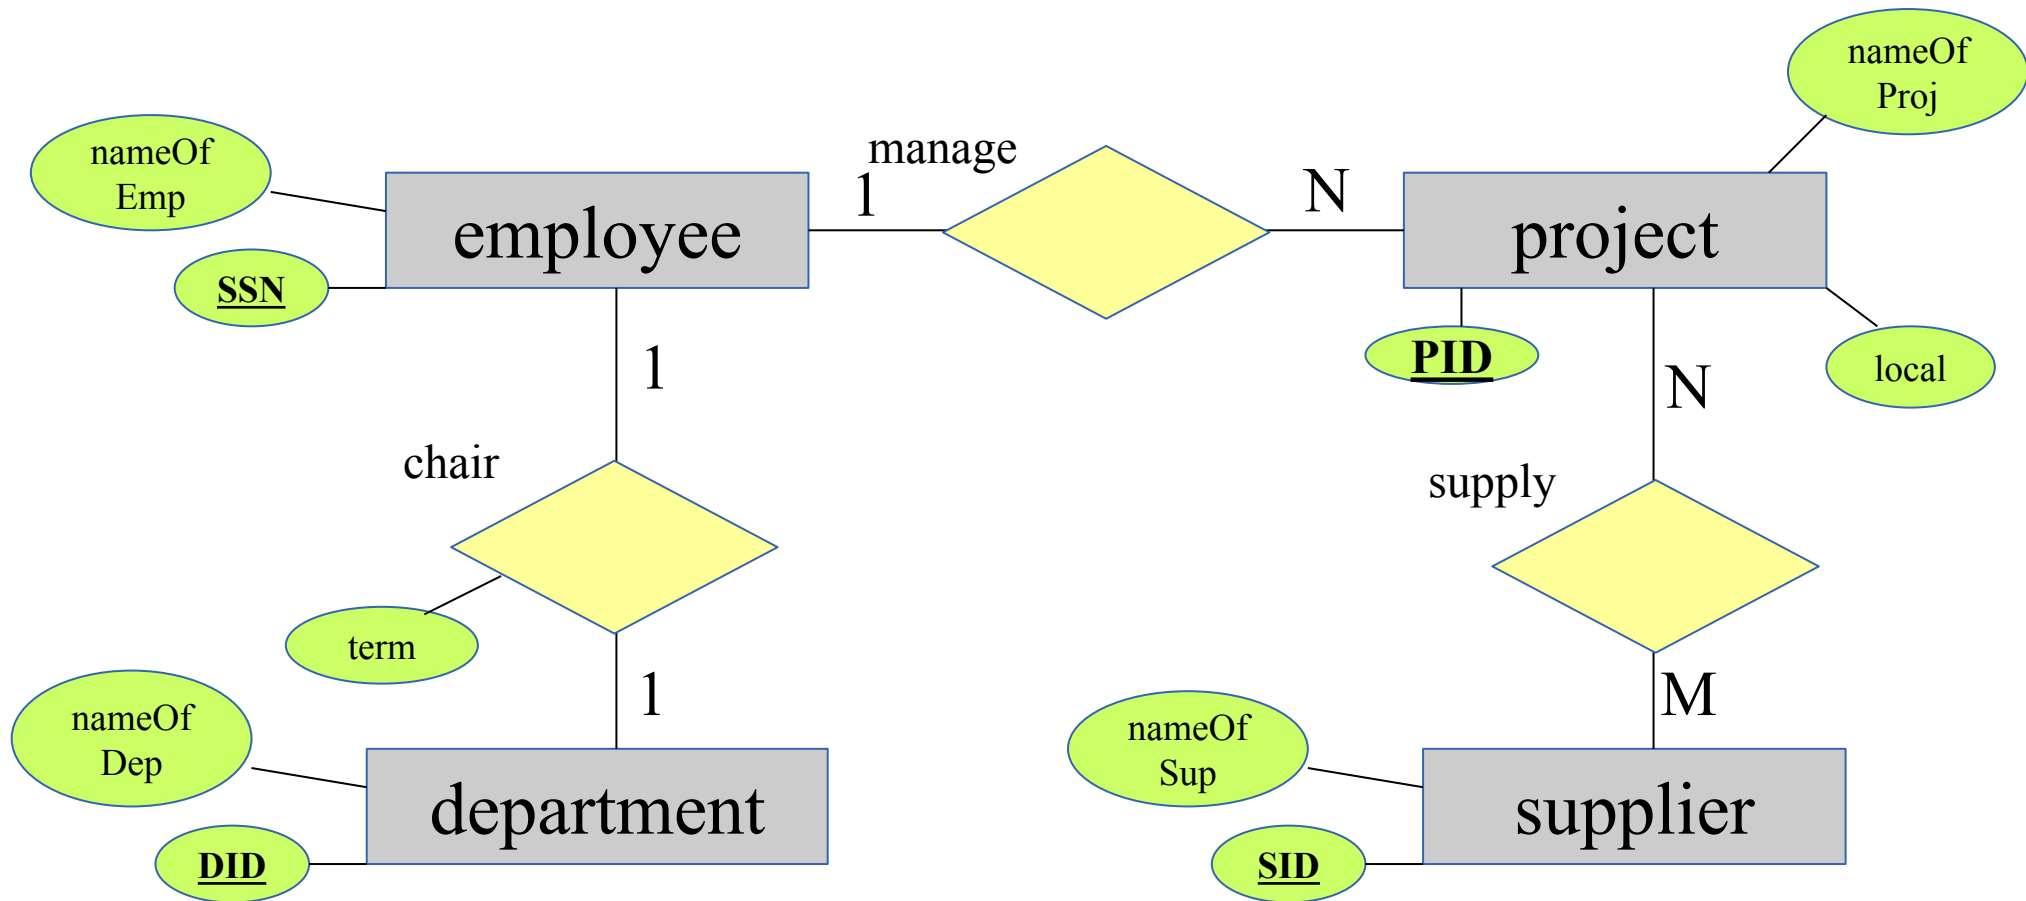 nameOf
Proj
manage
nameOf
Emp
1
N
employee
project
SSN
PID
local
1
N
chair
supply
term
1
M
nameOf
Dep
nameOf
Sup
department
supplier
DID
SID